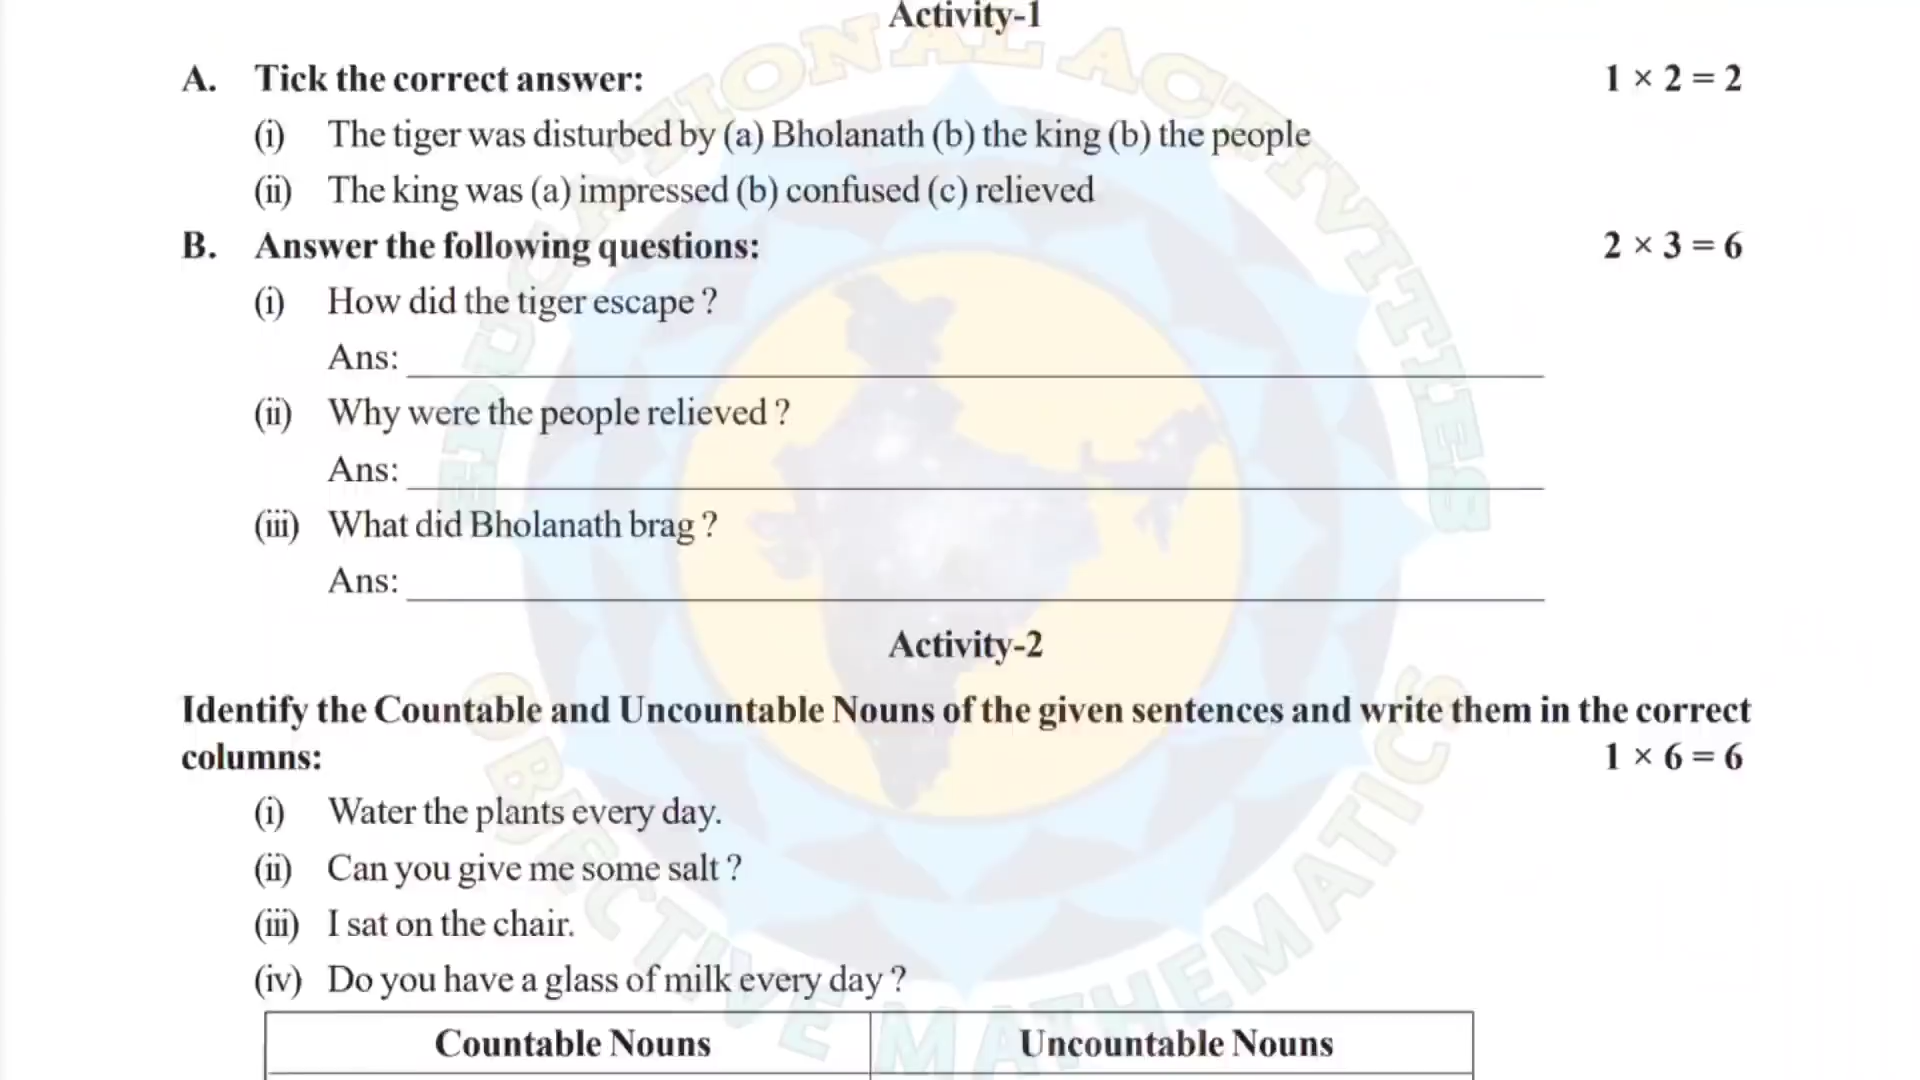 Activity-1
A. Tick the correct answer: 1 × 2 = 2
(i) The tiger was disturbed by (a) Bholanath (b) the king (b) the people
(ii) The king was (a) impressed (b) confused (c) relieved
B. Answer the following questions: 2 × 3 = 6
(i) How did the tiger escape ?
Ans:
(ii) Why were the people relieved ?
Ans:
(iii) What did Bholanath brag ?
Ans:
Activity-2
Identify the Countable and Uncountable Nouns of the given sentences and write them in the correct
columns: 1 × 6 = 6
(i) Water the plants every day.
(ii) Can you give me some salt ?
(iii) I sat on the chair.
(iv) Do you have a glass of milk every day ?
Countable Nouns Uncountable Nouns
EDUCATIONAL ACTIVITIES
OBJECTIVE MATHEMATICS